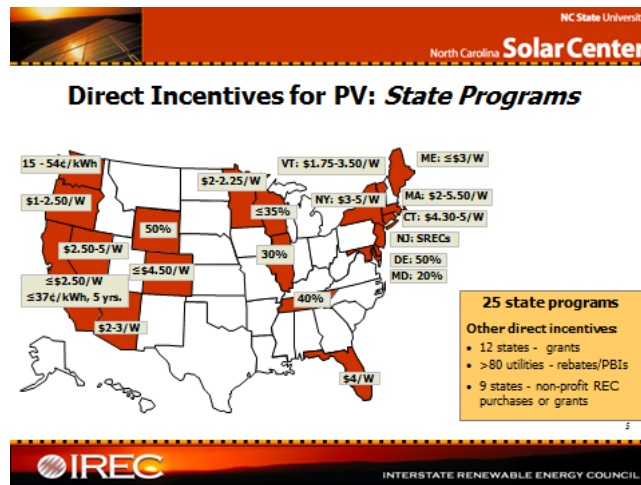 NC State Universit
North Carolina Solar Center
Direct Incentives for PV: State Programs
15 - 54¢/kWh
VT: $1.75-3.50/W
ME: ≤$3/W
$2-2.25/W
$1-2.50/W
NY: $3-5/W
MA: $2-5.50/W
≤35%
CT: $4.30-5/W
50%
NJ: SRECs
$2.50-5/W
30%
DE: 50%
≤$4.50/W
MD: 20%
≤$2.50/W
≤37¢/kWh, 5 yrs.
40%
$2-3/W
$4/W
25 state programs
Other direct incentives:
• 12 states - grants
• >80 utilities - rebates/PBIs
• 9 states - non-profit REC
purchases or grants
5
IREC
INTERSTATE RENEWABLE ENERGY COUNCIL